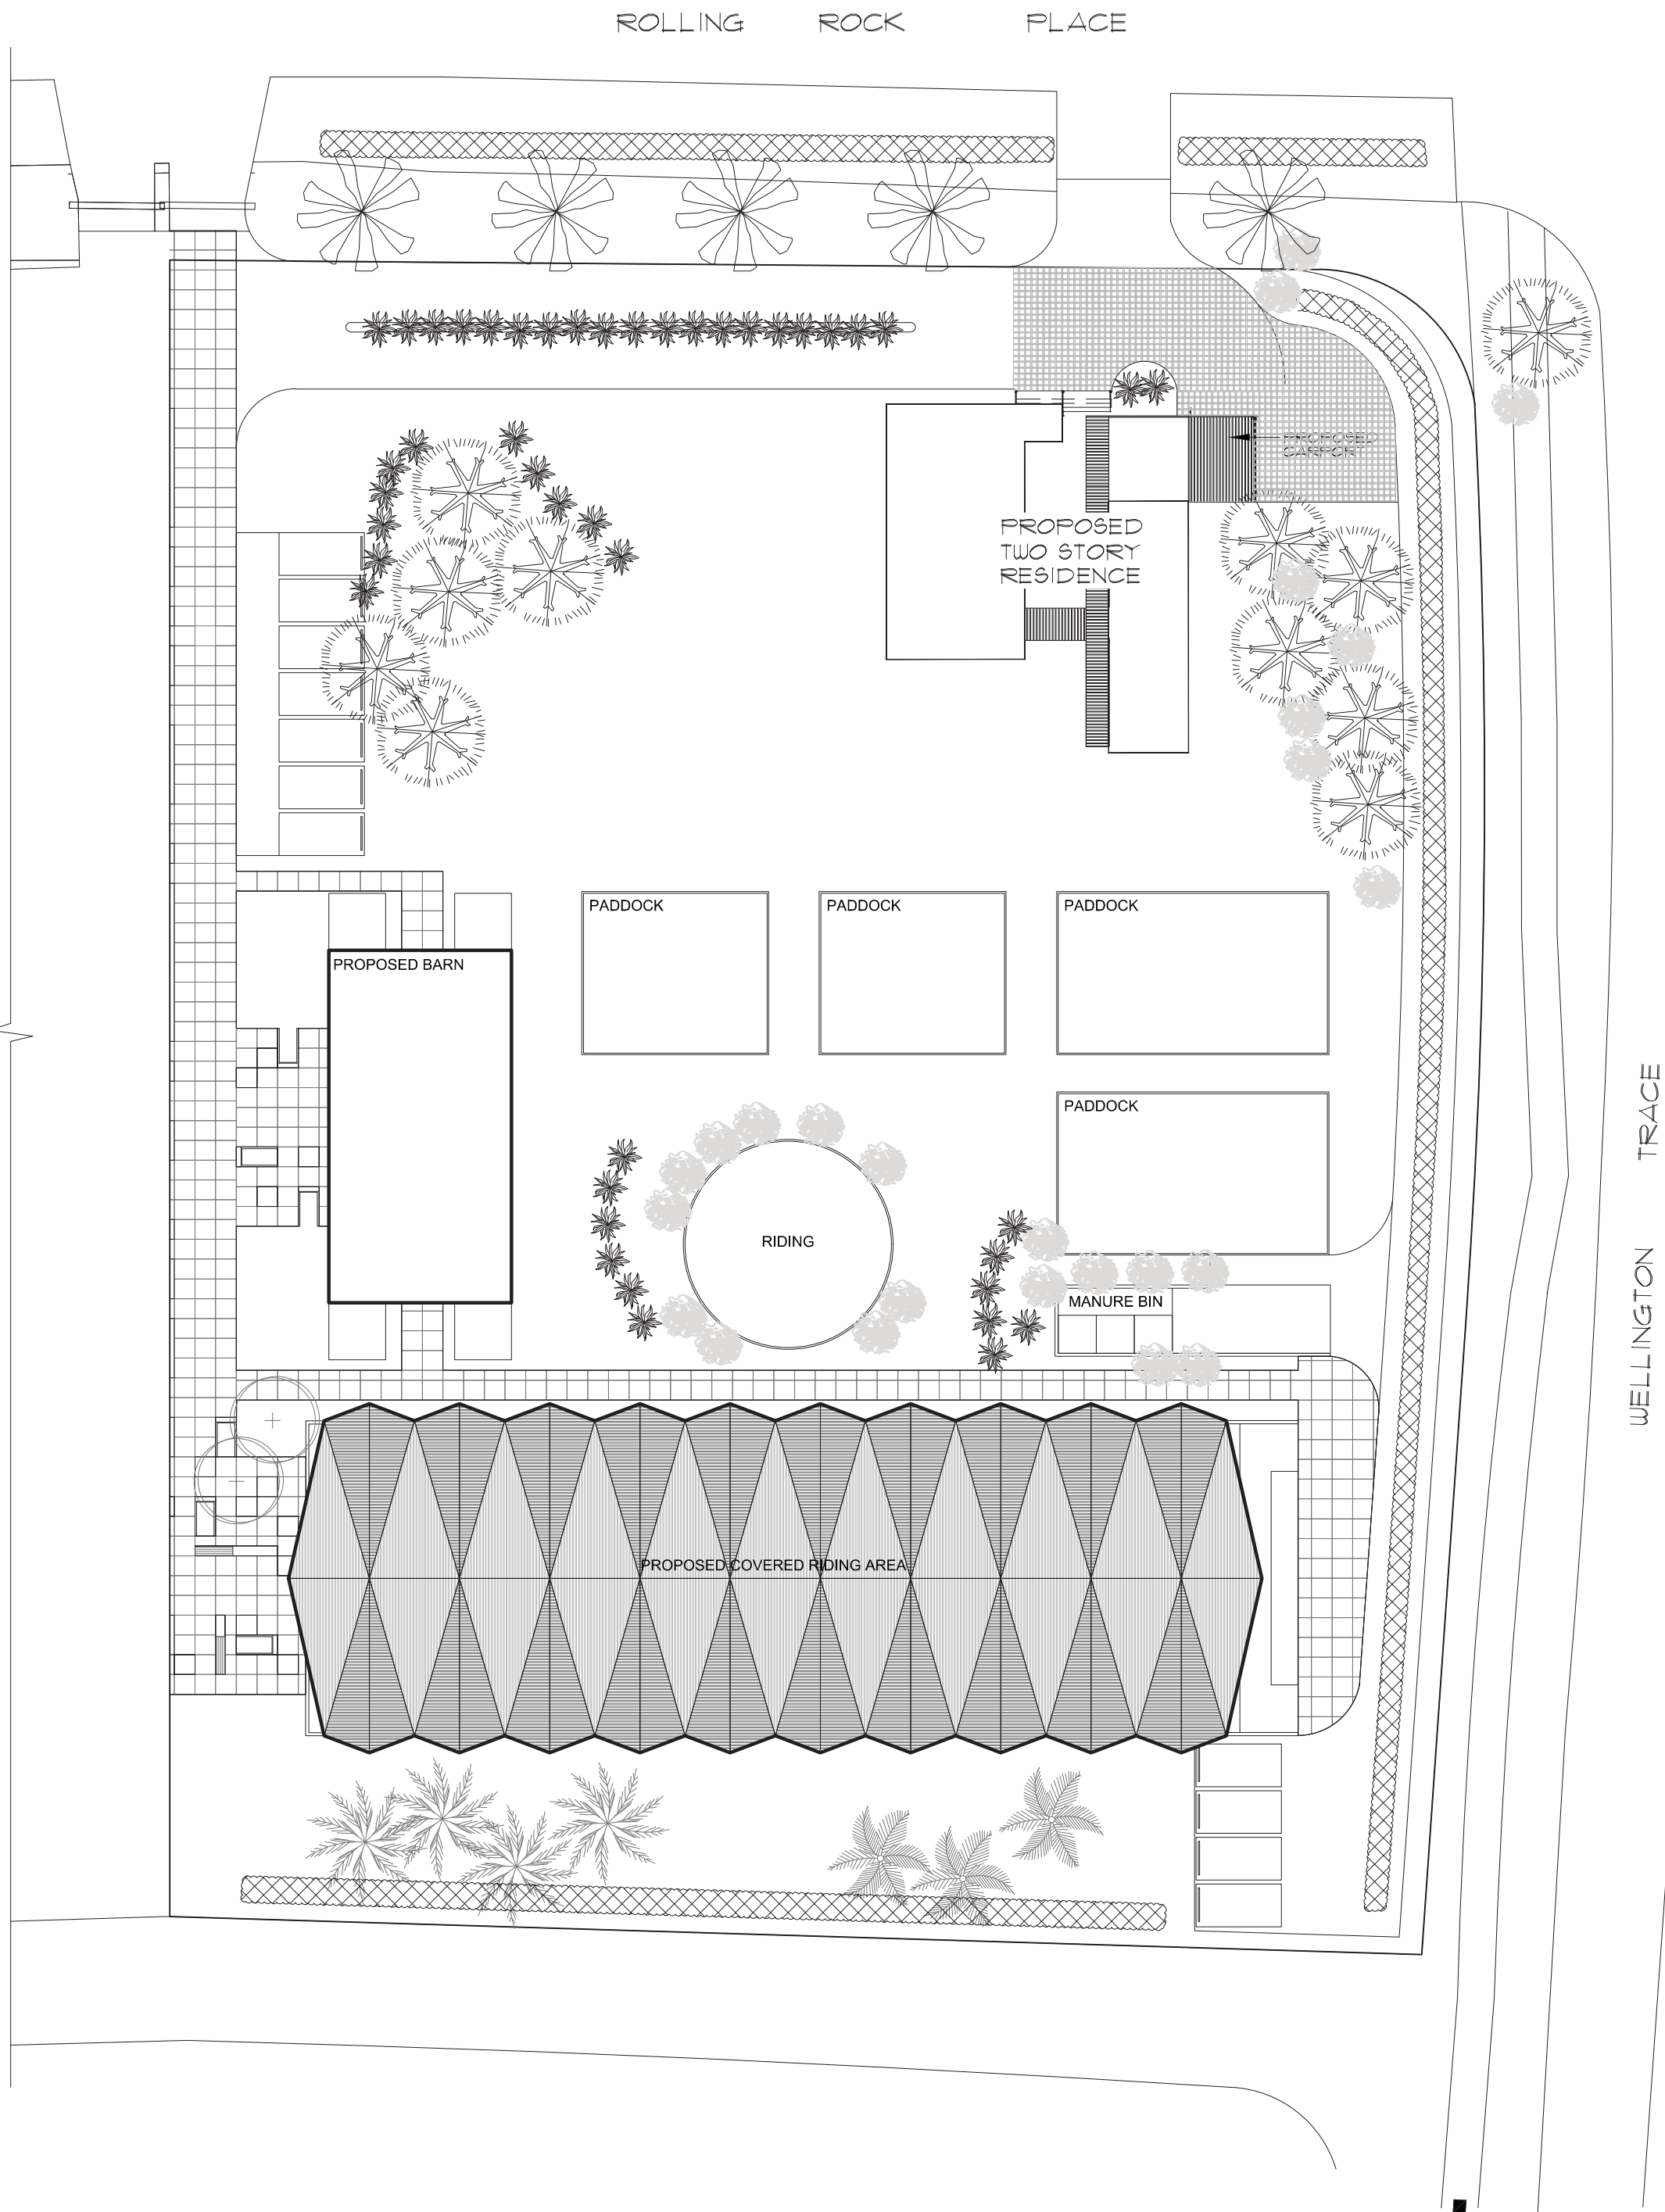 ROLLING ROCK PLACE
PROPOSED
CARPORT
PROPOSED
TWO STORY
RESIDENCE
PADDOCK
PADDOCK
PADDOCK
PROPOSED BARN
PADDOCK
RIDING
MANURE BIN
PROPOSED COVERED RIDING AREA
WELLINGTON TRACE